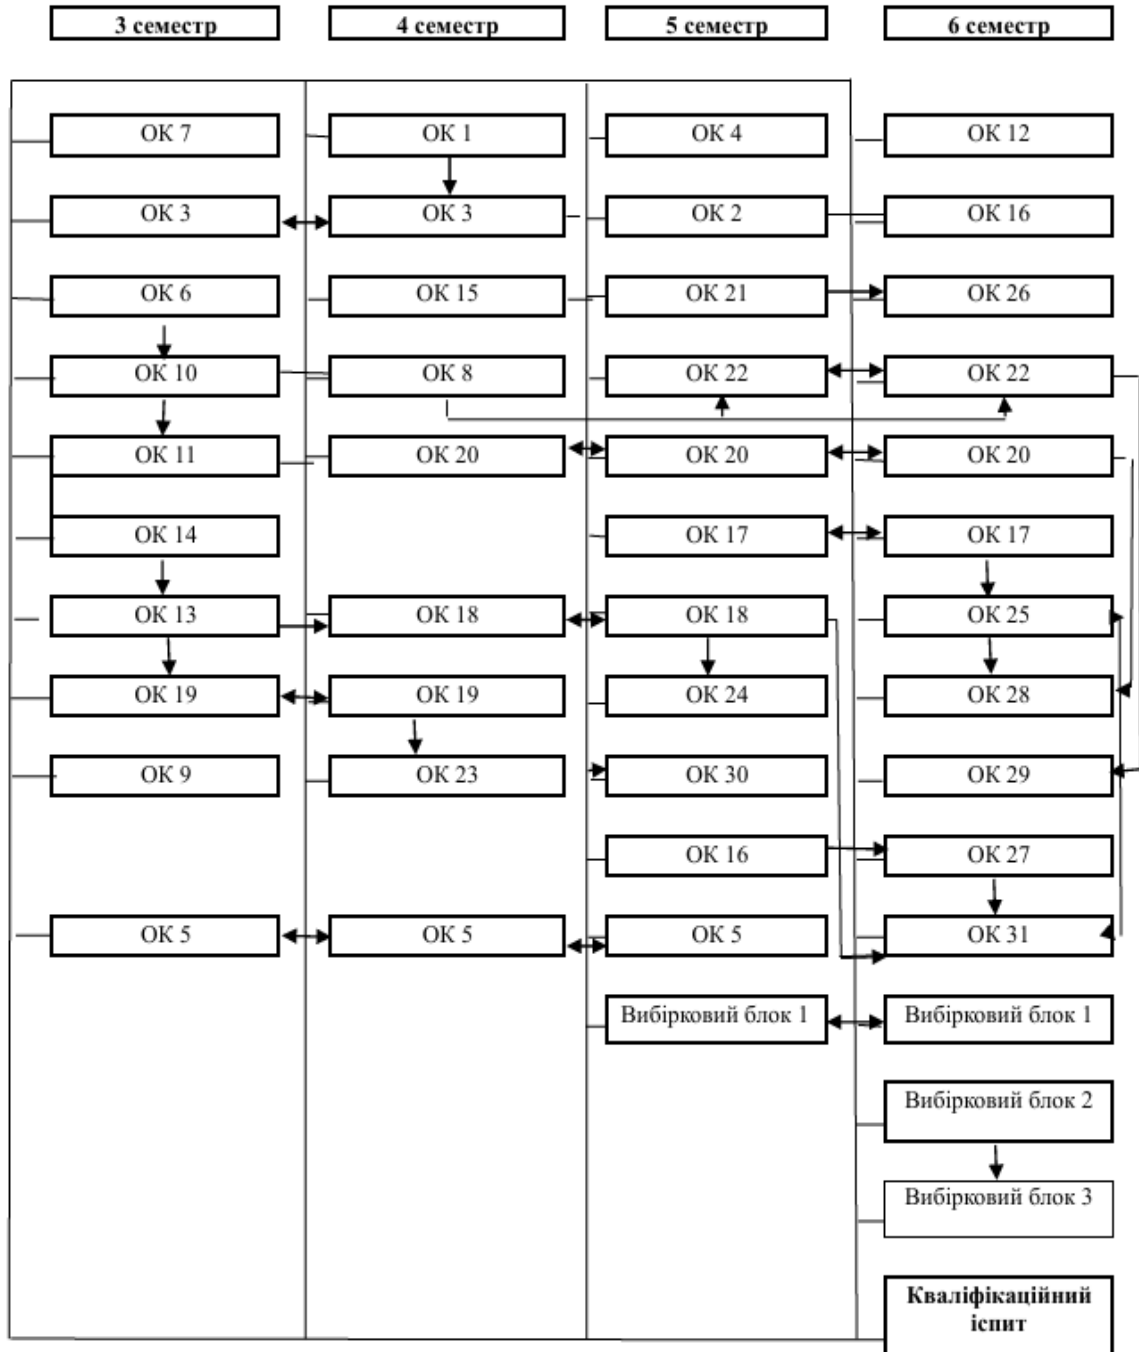 3 семестр
4 семестр
5 семестр
6 семестр
ОК 7
ОК 1
ОК 4
ОК 12
ОК 3
ОК 3
ОК 2
ОК 16
ОК 6
ОК 15
ОК 21
ОК 26
ОК 10
ОК 8
ОК 22
ОК 22
ОК 11
ОК 20
ОК 20
ОК 20
ОК 14
ОК 17
ОК 17
ОК 13
ОК 18
ОК 18
ОК 25
ОК 19
ОК 19
ОК 24
ОК 28
ОК 9
ОК 23
ОК 30
ОК 29
ОК 16
ОК 27
ОК 5
ОК 5
ОК 5
ОК 31
Вибірковий блок 1
Вибірковий блок 1
Вибірковий блок 2
Вибірковий блок 3
Кваліфікаційний
іспит